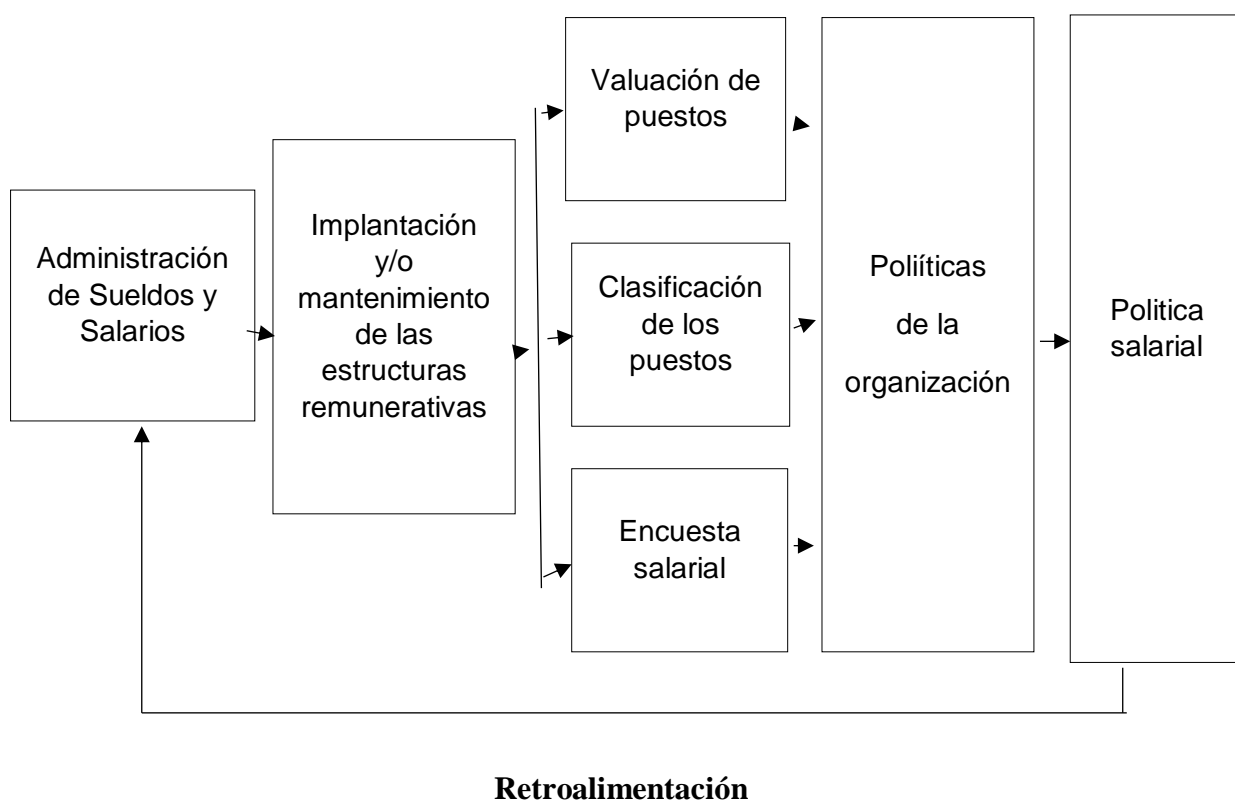 Administración
de Sueldos y
Salarios
Implantación
y/o
mantenimiento
de las
estructuras
remunerativas
Valuación de
puestos
Clasificación
de los
puestos
Encuesta
salarial
Poliíticas
de la
organización
Politica
salarial
Retroalimentación